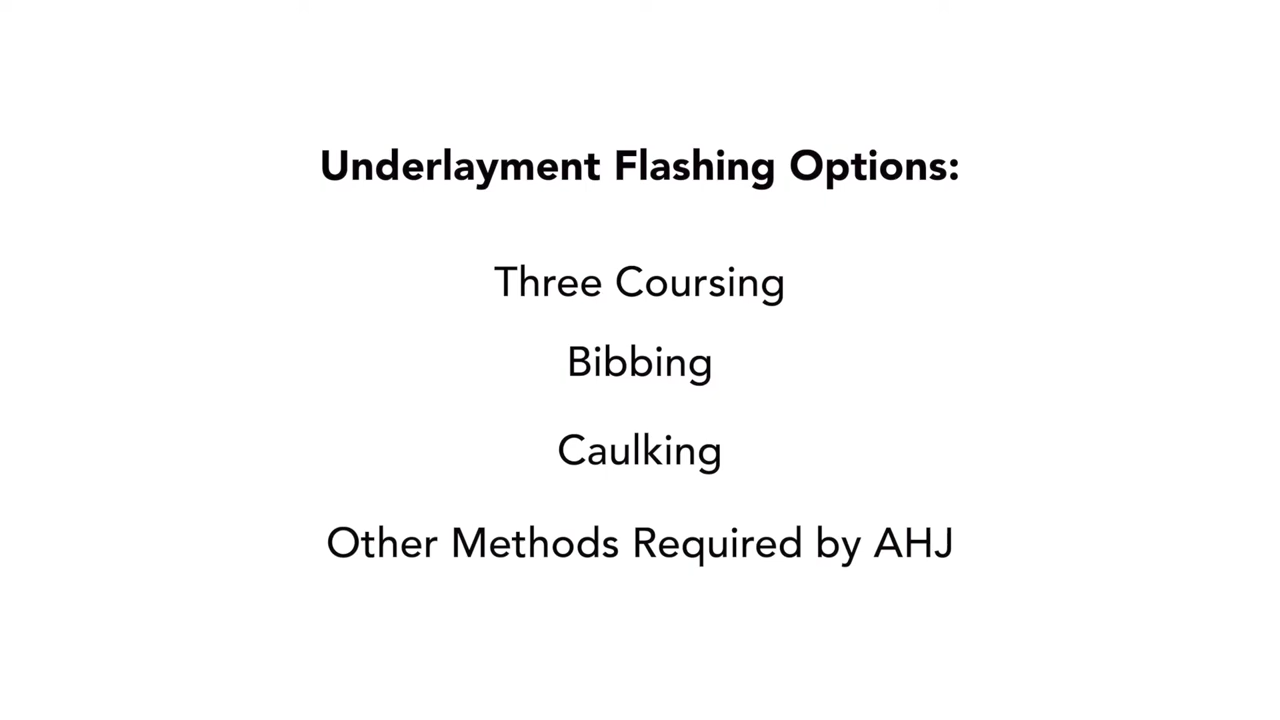 Underlayment Flashing Options:
Three Coursing
Bibbing
Caulking
Other Methods Required by AHJ